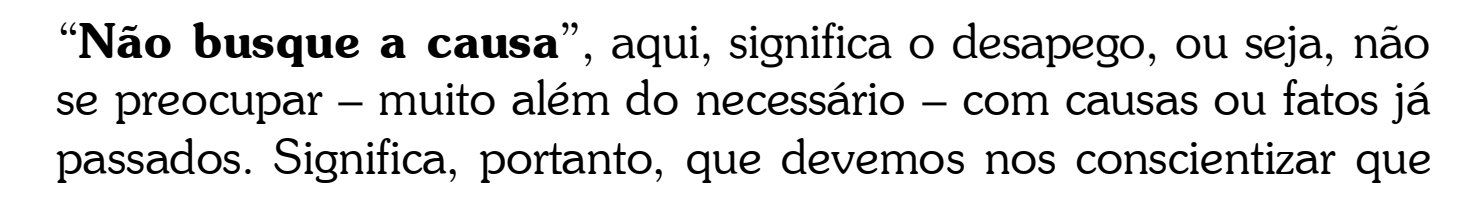 “Não busque a causa”, aqui, significa o desapego, ou seja, não
se preocupar – muito além do necessário – com causas ou fatos já
passados. Significa, portanto, que devemos nos conscientizar que